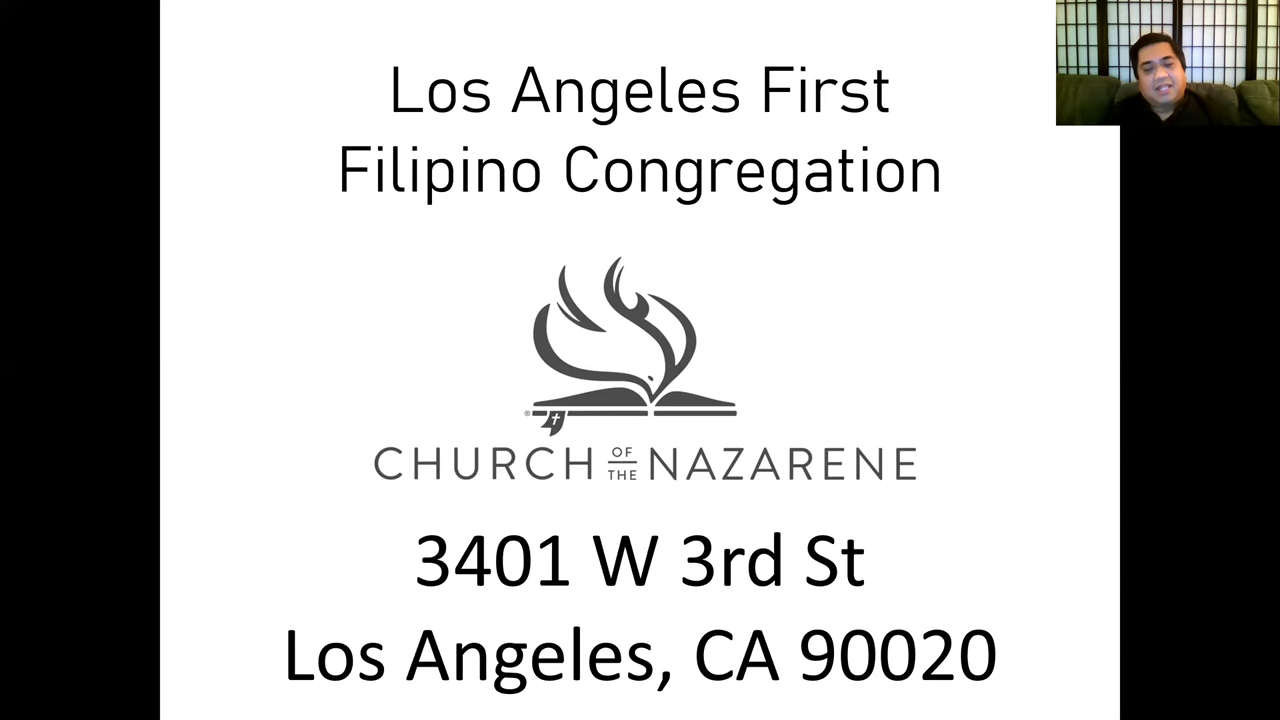 Los Angeles First
Filipino Congregation
CHURCH OF THE NAZARENE
3401 W 3rd St
Los Angeles, CA 90020